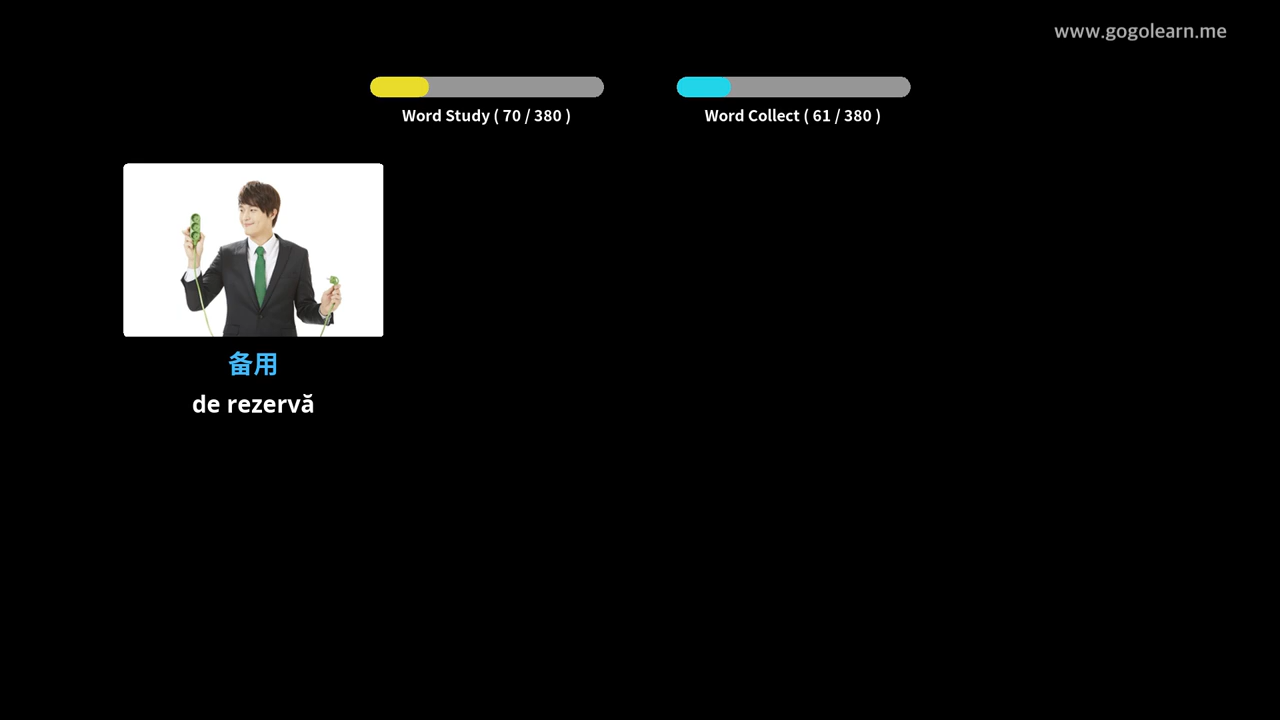 www.gogolearn.me
Word Study ( 70 / 380 )
Word Collect ( 61 / 380 )
备用
de rezervă